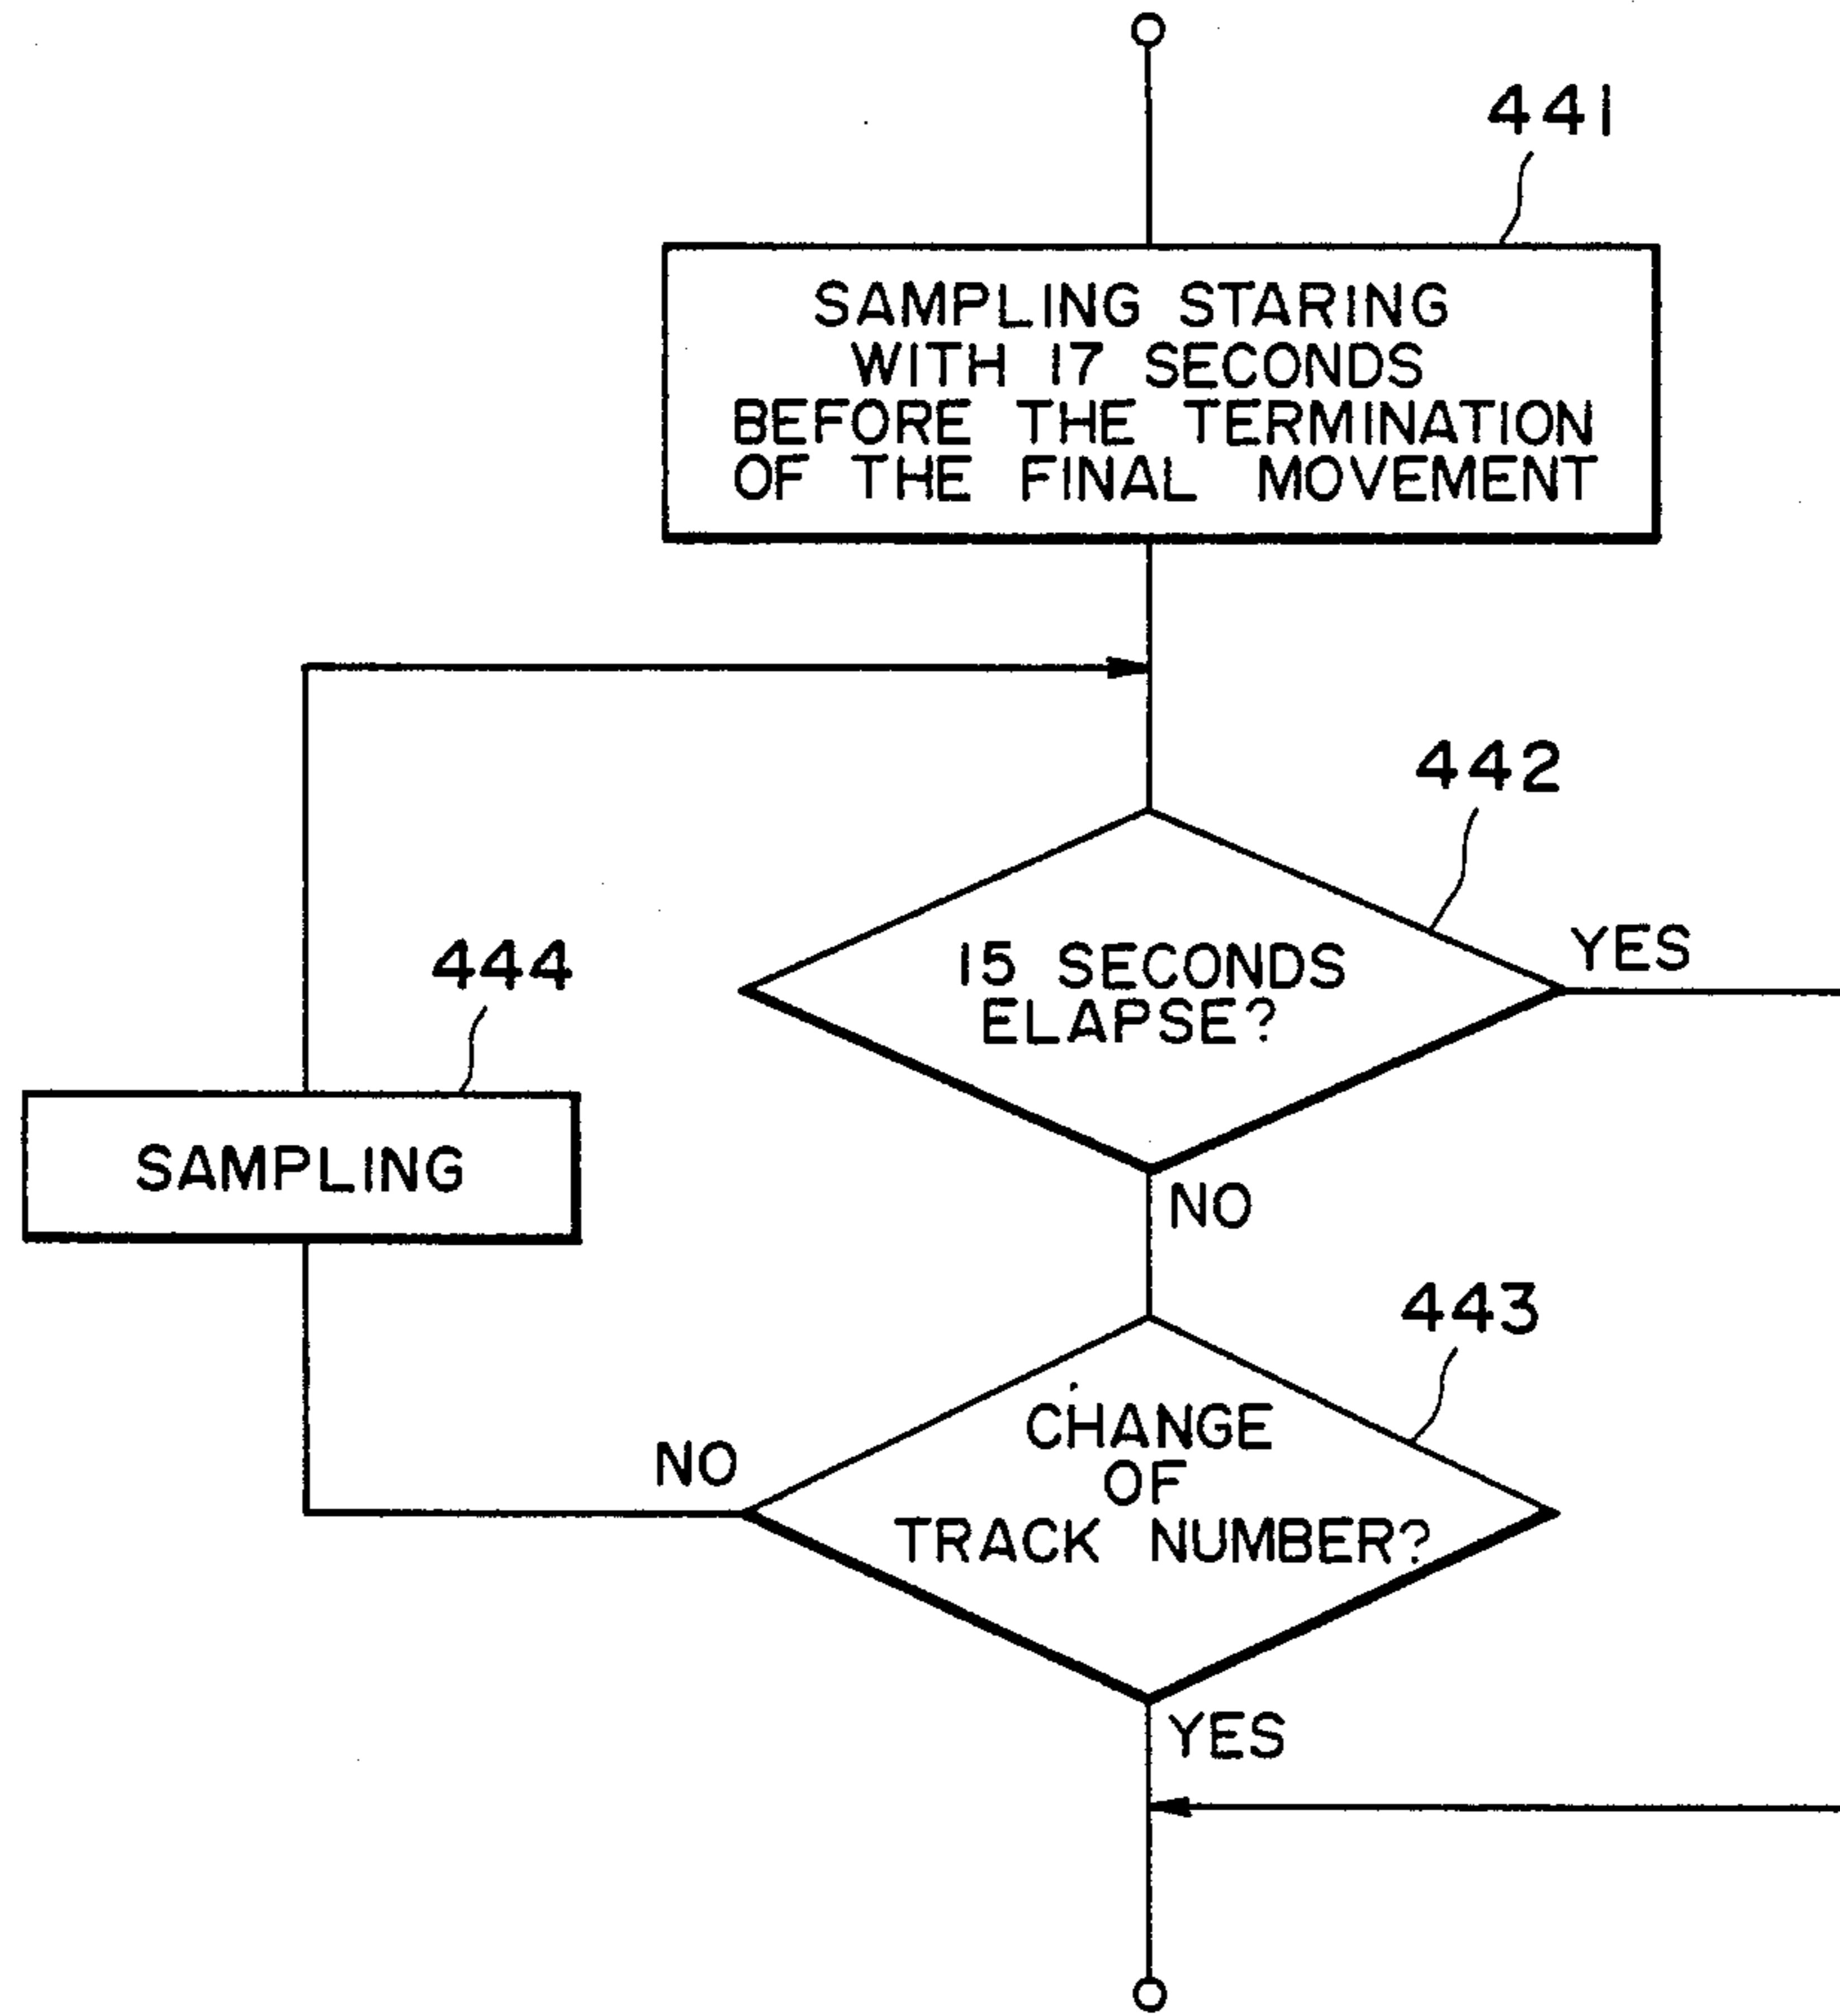 441
SAMPLING STARING
WITH 17 SECONDS
BEFORE THE TERMINATION
OF THE FINAL MOVEMENT
442
15 SECONDS
ELAPSE?
YES
444
SAMPLING
NO
443
CHANGE
OF
TRACK NUMBER?
NO
YES